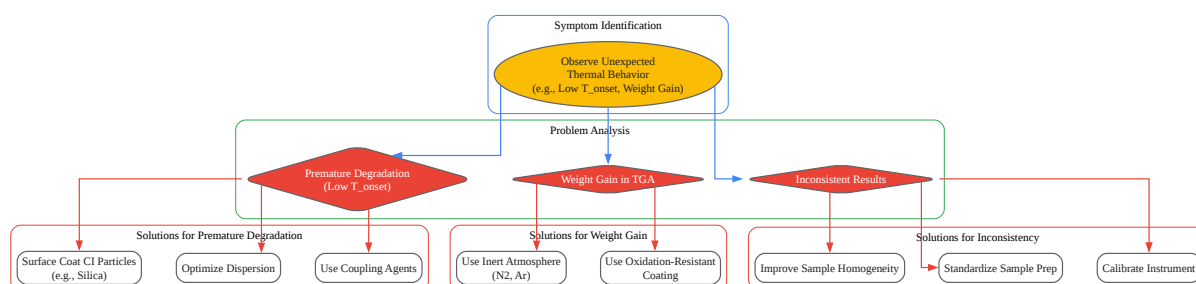 Symptom Identification
Observe Unexpected
Thermal Behavior
(e.g., Low T_onset, Weight Gain)
Problem Analysis
Premature Degradation
(Low T_onset)
Weight Gain in TGA
Inconsistent Results
Solutions for Premature Degradation
Surface Coat CI Particles
(e.g., Silica)
Optimize Dispersion
Use Coupling Agents
Solutions for Weight Gain
Use Inert Atmosphere
(N2, Ar)
Use Oxidation-Resistant
Coating
Solutions for Inconsistency
Improve Sample Homogeneity
Standardize Sample Prep
Calibrate Instrument